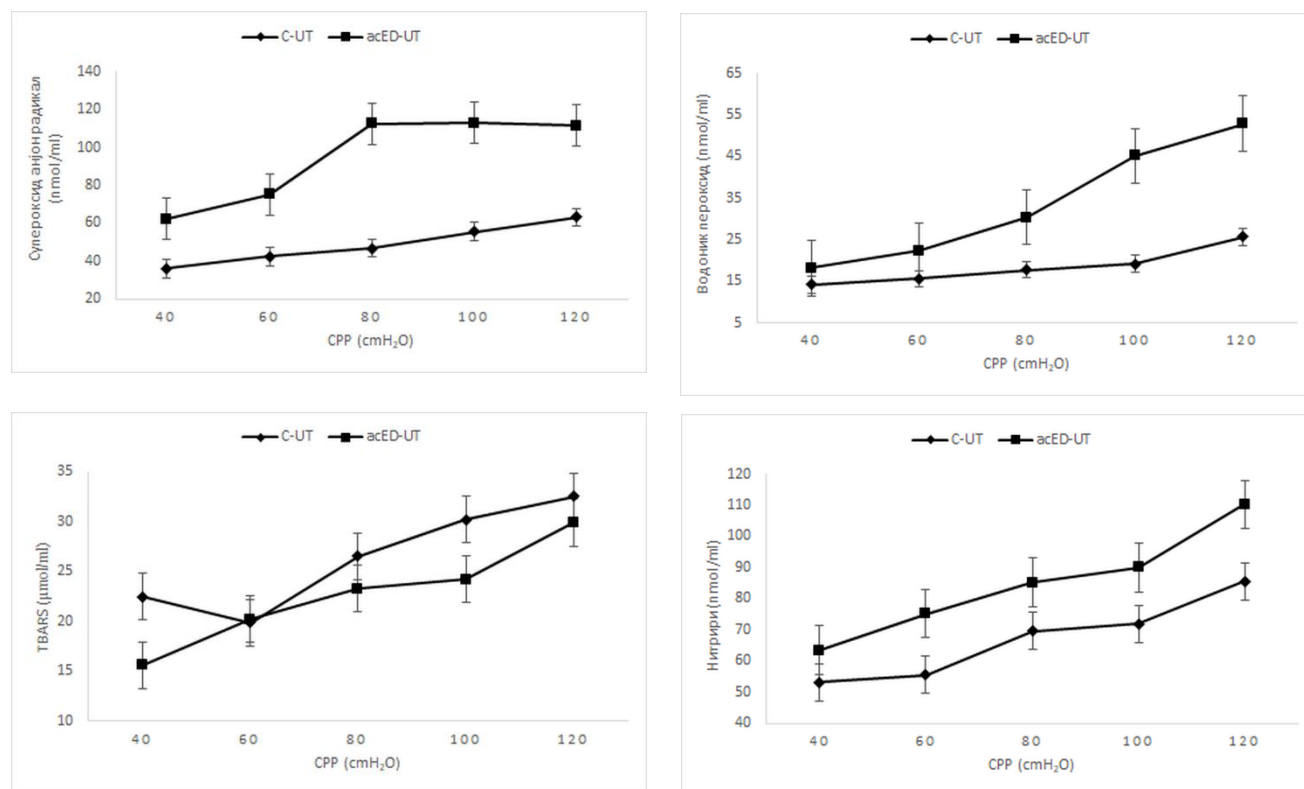 C-UT acED-UT
Супероксид анјон радикал
(nmol/ml)
140
120
100
80
60
40
20
40 60 80 100 120
CPP (cmH₂O)
C-UT acED-UT
Водоник пероксид (nmol/ml)
65
55
45
35
25
15
5
40 60 80 100 120
CPP (cmH₂O)
C-UT acED-UT
TBARS (μmol/ml)
35
30
25
20
15
10
40 60 80 100 120
CPP (cmH₂O)
C-UT acED-UT
Нитрири (nmol/ml)
120
110
100
90
80
70
60
50
40
40 60 80 100 120
CPP (cmH₂O)